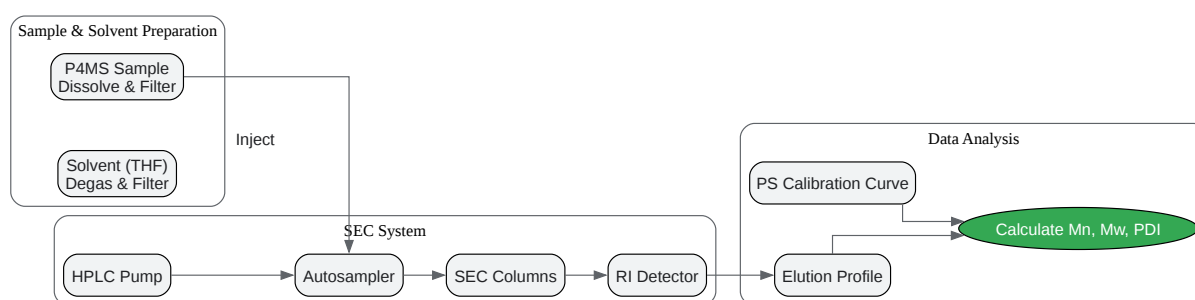 Sample & Solvent Preparation
P4MS Sample
Dissolve & Filter
Inject
Solvent (THF)
Degas & Filter
Data Analysis
PS Calibration Curve
Calculate Mn, Mw, PDI
SEC System
HPLC Pump
Autosampler
SEC Columns
RI Detector
Elution Profile